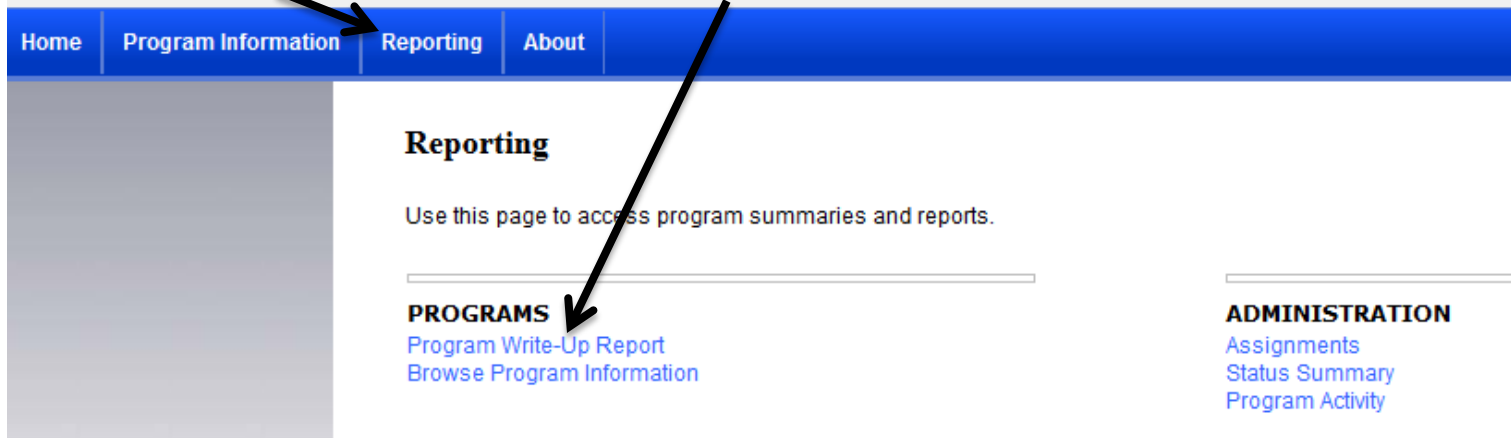 Home Program Information Reporting About
Reporting
Use this page to access program summaries and reports.
PROGRAMS
Program Write-Up Report
Browse Program Information
ADMINISTRATION
Assignments
Status Summary
Program Activity